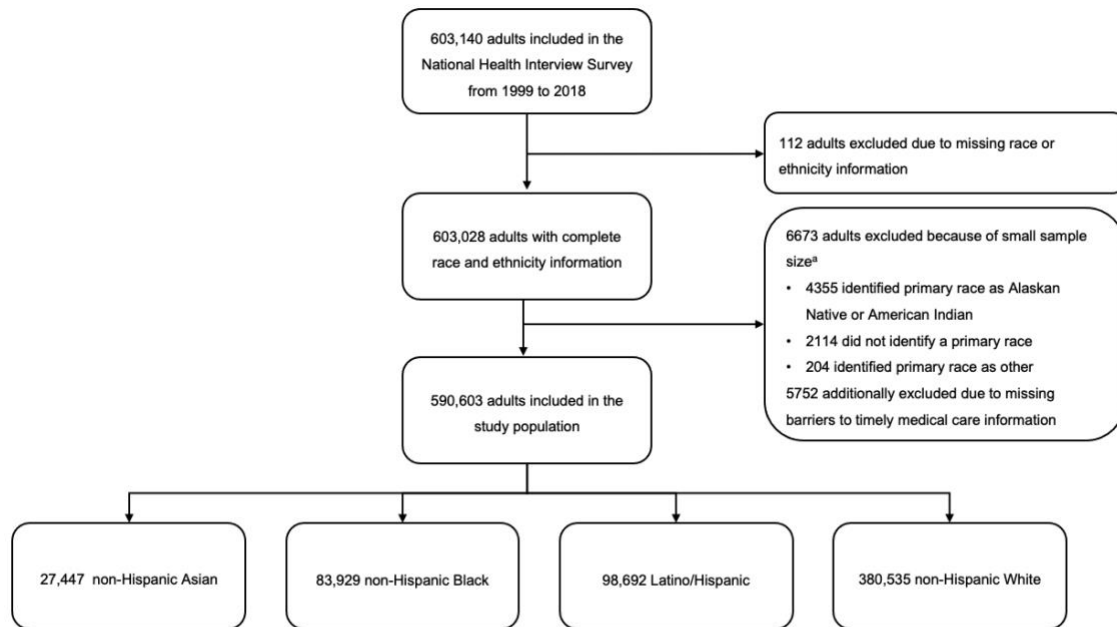 603,140 adults included in the
National Health Interview Survey
from 1999 to 2018
112 adults excluded due to missing race or
ethnicity information
603,028 adults with complete
race and ethnicity information
6673 adults excluded because of small sample
sizeᵃ
• 4355 identified primary race as Alaskan
Native or American Indian
• 2114 did not identify a primary race
• 204 identified primary race as other
5752 additionally excluded due to missing
barriers to timely medical care information
590,603 adults included in the
study population
27,447 non-Hispanic Asian
83,929 non-Hispanic Black
98,692 Latino/Hispanic
380,535 non-Hispanic White